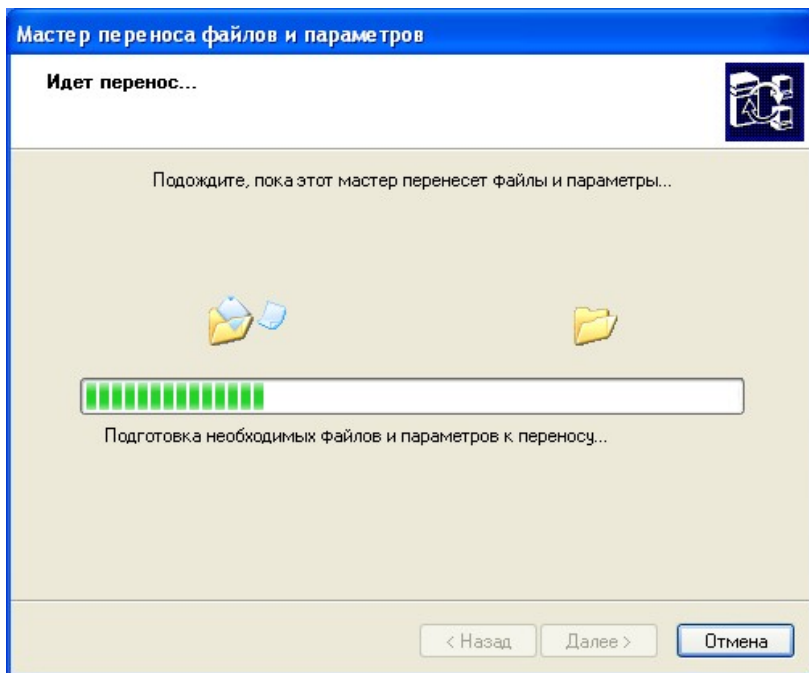 Мастер переноса файлов и параметров
Идет перенос...
Подождите, пока этот мастер перенесет файлы и параметры...
Подготовка необходимых файлов и параметров к переносу...
< Назад
Далее >
Отмена